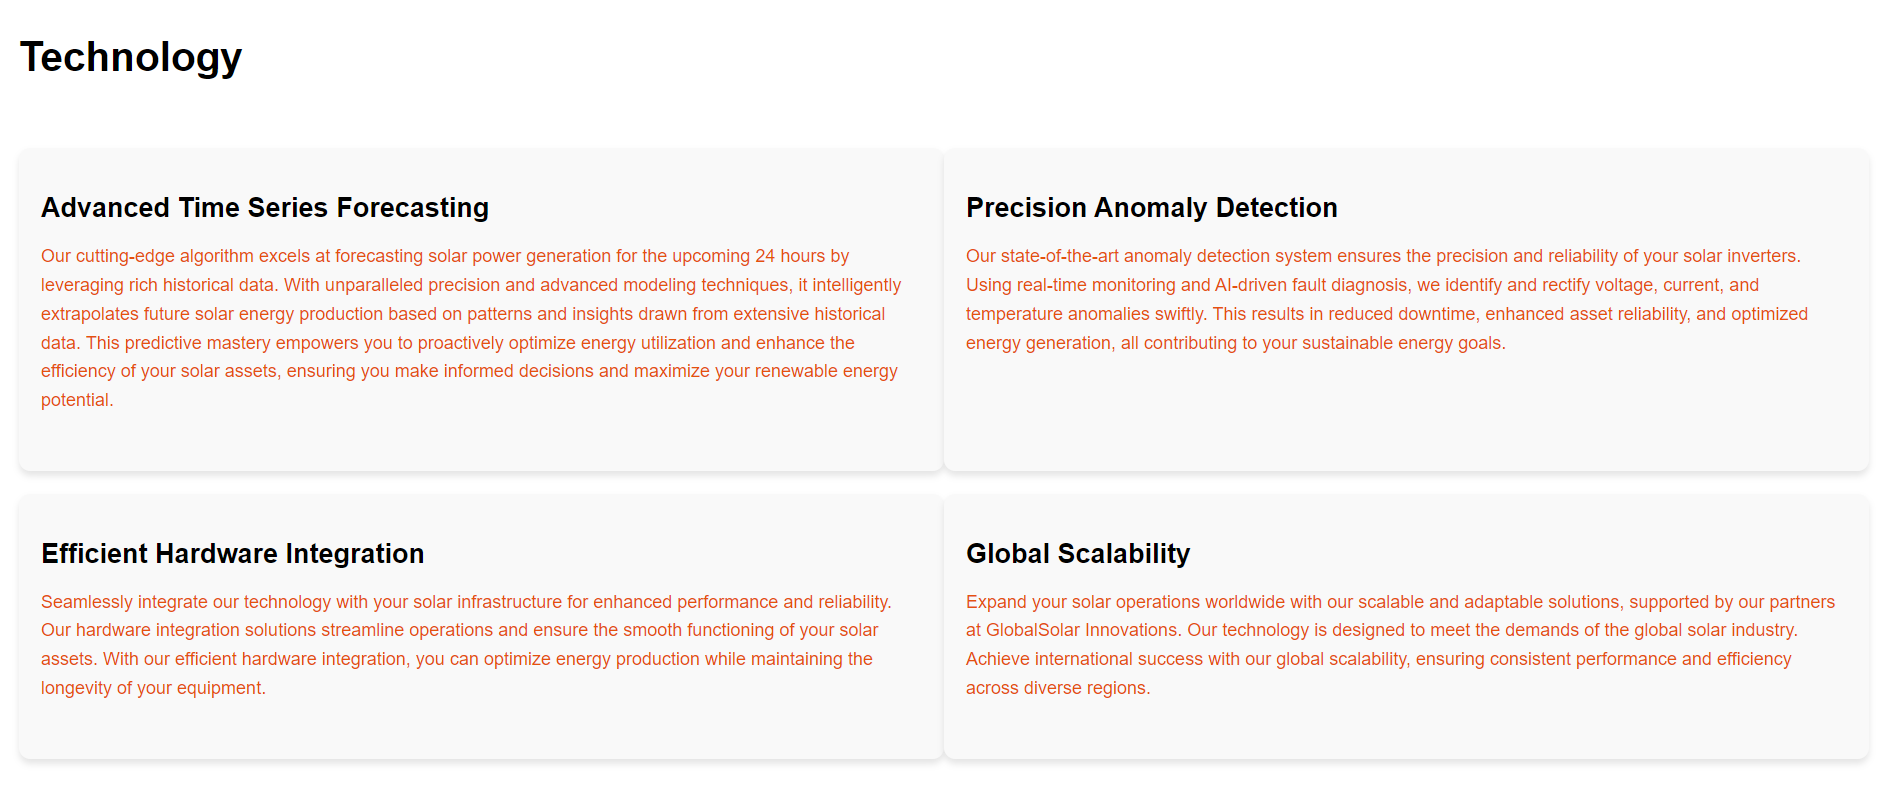 Technology
Advanced Time Series Forecasting
Our cutting-edge algorithm excels at forecasting solar power generation for the upcoming 24 hours by
leveraging rich historical data. With unparalleled precision and advanced modeling techniques, it intelligently
extrapolates future solar energy production based on patterns and insights drawn from extensive historical
data. This predictive mastery empowers you to proactively optimize energy utilization and enhance the
efficiency of your solar assets, ensuring you make informed decisions and maximize your renewable energy
potential.
Precision Anomaly Detection
Our state-of-the-art anomaly detection system ensures the precision and reliability of your solar inverters.
Using real-time monitoring and AI-driven fault diagnosis, we identify and rectify voltage, current, and
temperature anomalies swiftly. This results in reduced downtime, enhanced asset reliability, and optimized
energy generation, all contributing to your sustainable energy goals.
Efficient Hardware Integration
Seamlessly integrate our technology with your solar infrastructure for enhanced performance and reliability.
Our hardware integration solutions streamline operations and ensure the smooth functioning of your solar
assets. With our efficient hardware integration, you can optimize energy production while maintaining the
longevity of your equipment.
Global Scalability
Expand your solar operations worldwide with our scalable and adaptable solutions, supported by our partners
at GlobalSolar Innovations. Our technology is designed to meet the demands of the global solar industry.
Achieve international success with our global scalability, ensuring consistent performance and efficiency
across diverse regions.